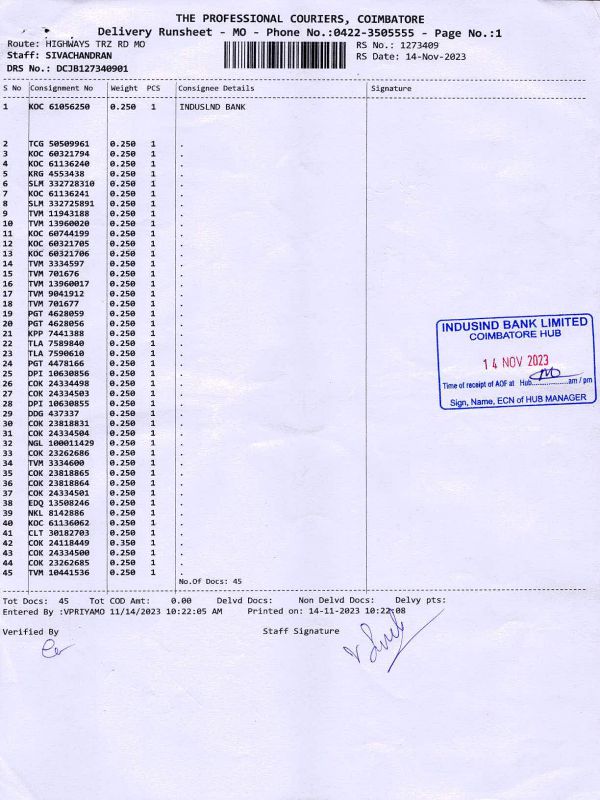 THE PROFESSIONAL COURIERS, COIMBATORE
Delivery Runsheet - MO - Phone No.:0422-3505555 - Page No.:1
Route: HIGHWAYS TRZ RD MO
RS No.: 1273409
Staff: SIVACHANDRAN
RS Date: 14-Nov-2023
DRS No.: DCJB127340901
S No Consignment No Weight PCS Consignee Details Signature
1 KOC 61056250 0.250 1 INDUSLND BANK
2 TCG 50509961 0.250 1 .
3 KOC 60321794 0.250 1 .
4 KOC 61136240 0.250 1 .
5 KRG 4553438 0.250 1 .
6 SLM 332728310 0.250 1 .
7 KOC 61136241 0.250 1 .
8 SLM 332725891 0.250 1 .
9 TVM 11943188 0.250 1 .
10 TVM 13960020 0.250 1 .
11 KOC 60744199 0.250 1 .
12 KOC 60321705 0.250 1 .
13 KOC 60321706 0.250 1 .
14 TVM 3334597 0.250 1 .
15 TVM 701676 0.250 1 .
16 TVM 13960017 0.250 1 .
17 TVM 9041912 0.250 1 .
18 TVM 701677 0.250 1 .
19 PGT 4628059 0.250 1 .
20 PGT 4628056 0.250 1 .
21 KPP 7441388 0.250 1 .
22 TLA 7589840 0.250 1 .
23 TLA 7590610 0.250 1 .
24 PGT 4478166 0.250 1 .
25 DPI 10630856 0.250 1 .
26 COK 24334498 0.250 1 .
27 COK 24334503 0.250 1 .
28 DPI 10630855 0.250 1 .
29 DDG 437337 0.250 1 .
30 COK 23818831 0.250 1 .
31 COK 24334504 0.250 1 .
32 NGL 100011429 0.250 1 .
33 COK 23262686 0.250 1 .
34 TVM 3334600 0.250 1 .
35 COK 23818865 0.250 1 .
36 COK 23818864 0.250 1 .
37 COK 24334501 0.250 1 .
38 EDQ 13508246 0.250 1 .
39 NKL 8142886 0.250 1 .
40 KOC 61136062 0.250 1 .
41 CLT 30182703 0.250 1 .
42 COK 24118449 0.350 1 .
43 COK 24334500 0.250 1 .
44 COK 23262685 0.250 1 .
45 TVM 10441536 0.250 1 .
No.Of Docs: 45
INDUSIND BANK LIMITED
COIMBATORE HUB
14 NOV 2023
Time of receipt of AOF at Hub..................am / pm
Sign, Name, ECN of HUB MANAGER
Tot Docs: 45 Tot COD Amt: 0.00 Delvd Docs: Non Delvd Docs: Delvy pts:
Entered By :VPRIYAMO 11/14/2023 10:22:05 AM Printed on: 14-11-2023 10:22:08
Verified By Staff Signature